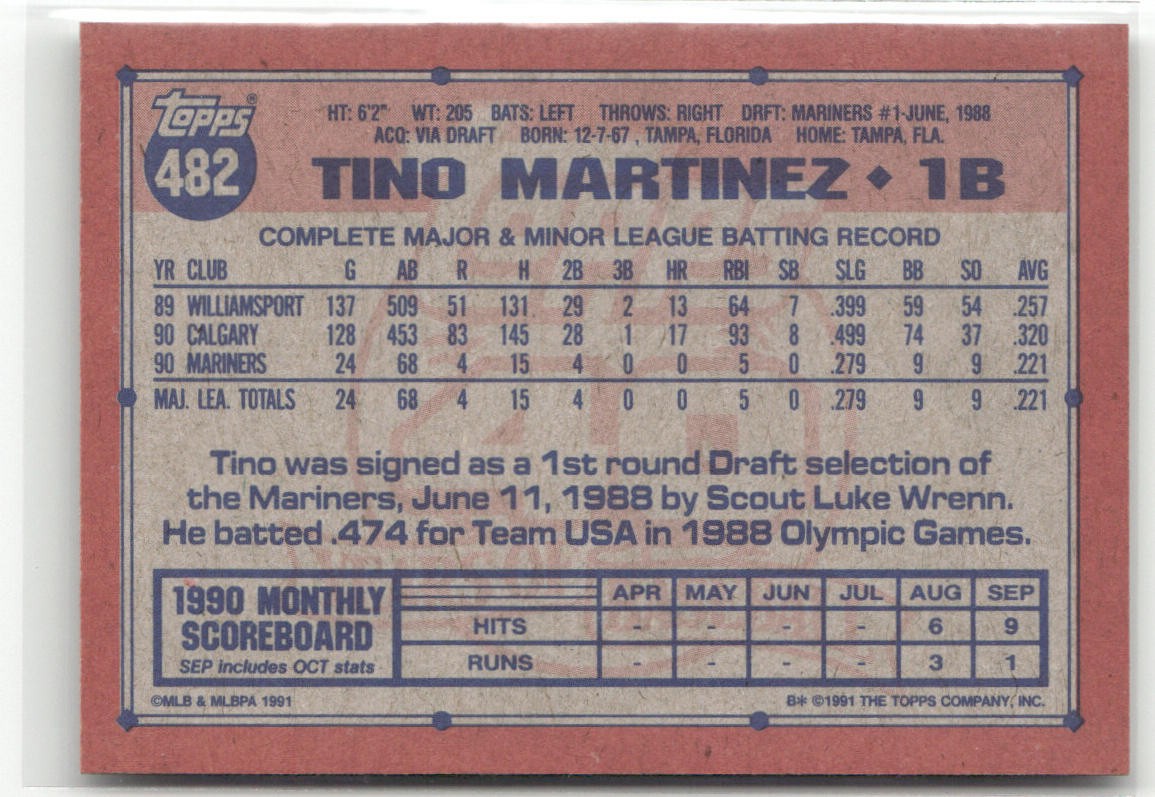 Topps®
482
HT: 6'2" WT: 205 BATS: LEFT THROWS: RIGHT DRFT: MARINERS #1-JUNE, 1988
ACQ: VIA DRAFT BORN: 12-7-67 , TAMPA, FLORIDA HOME: TAMPA, FLA.
TINO MARTINEZ ♦ 1B
COMPLETE MAJOR & MINOR LEAGUE BATTING RECORD
YR CLUB G AB R H 2B 3B HR RBI SB SLG BB SO AVG
89 WILLIAMSPORT 137 509 51 131 29 2 13 64 7 .399 59 54 .257
90 CALGARY 128 453 83 145 28 1 17 93 8 .499 74 37 .320
90 MARINERS 24 68 4 15 4 0 0 5 0 .279 9 9 .221
MAJ. LEA. TOTALS 24 68 4 15 4 0 0 5 0 .279 9 9 .221
Tino was signed as a 1st round Draft selection of
the Mariners, June 11, 1988 by Scout Luke Wrenn.
He batted .474 for Team USA in 1988 Olympic Games.
1990 MONTHLY
SCOREBOARD
SEP includes OCT stats
APR MAY JUN JUL AUG SEP
HITS - - - - 6 9
RUNS - - - - 3 1
©MLB & MLBPA 1991
B* ©1991 THE TOPPS COMPANY, INC.